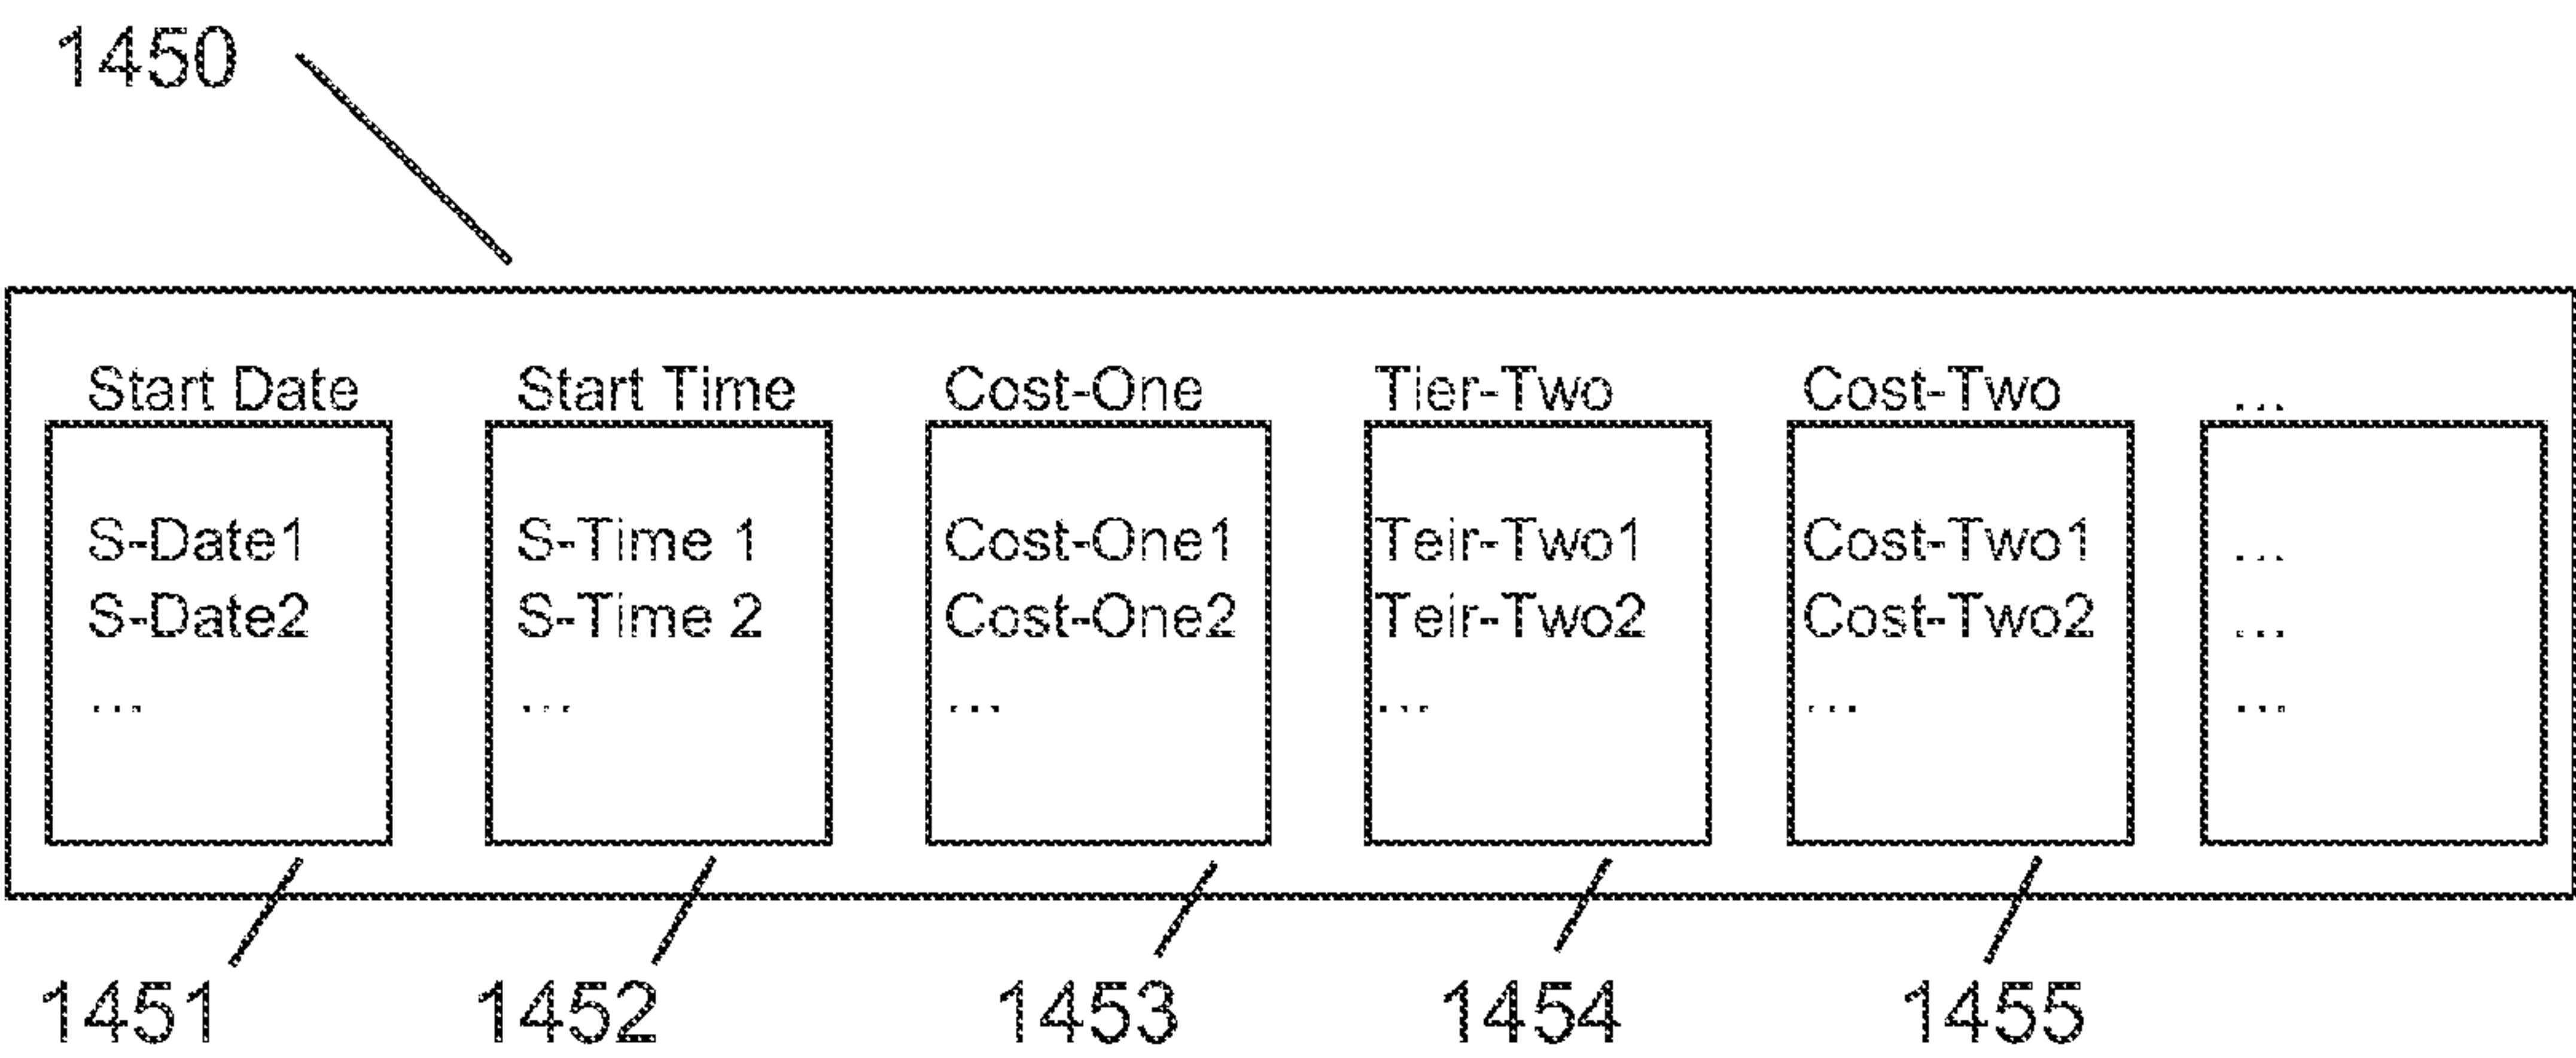 1450
Start Date Start Time Cost-One Tier-Two Cost-Two ...
S-Date1 S-Time 1 Cost-One1 Teir-Two1 Cost-Two1 ...
S-Date2 S-Time 2 Cost-One2 Teir-Two2 Cost-Two2 ...
... ... ... ... ... ...
1451 1452 1453 1454 1455